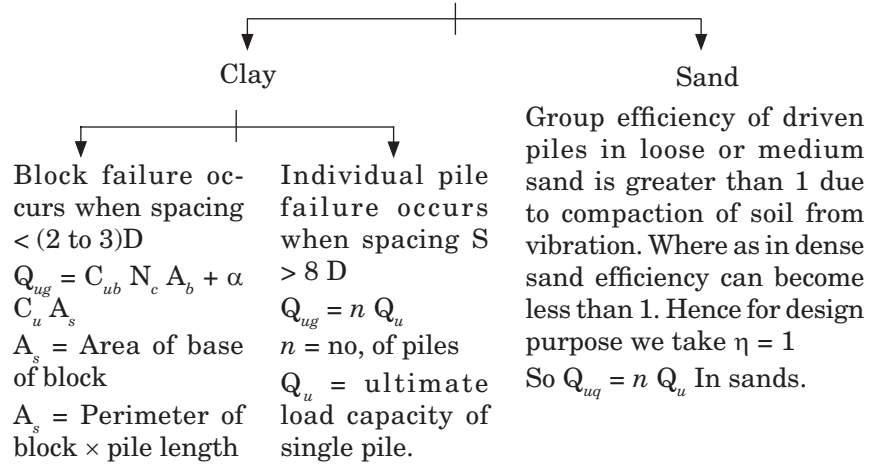 Clay
Block failure oc-
curs when spacing
< (2 to 3)D
Q_ug = C_ub N_c A_b + α
C_u A_s
A_s = Area of base
of block
A_s = Perimeter of
block × pile length
Individual pile
failure occurs
when spacing S
> 8 D
Q_ug = n Q_u
n = no, of piles
Q_u = ultimate
load capacity of
single pile.
Sand
Group efficiency of driven
piles in loose or medium
sand is greater than 1 due
to compaction of soil from
vibration. Where as in dense
sand efficiency can become
less than 1. Hence for design
purpose we take η = 1
So Q_uq = n Q_u In sands.